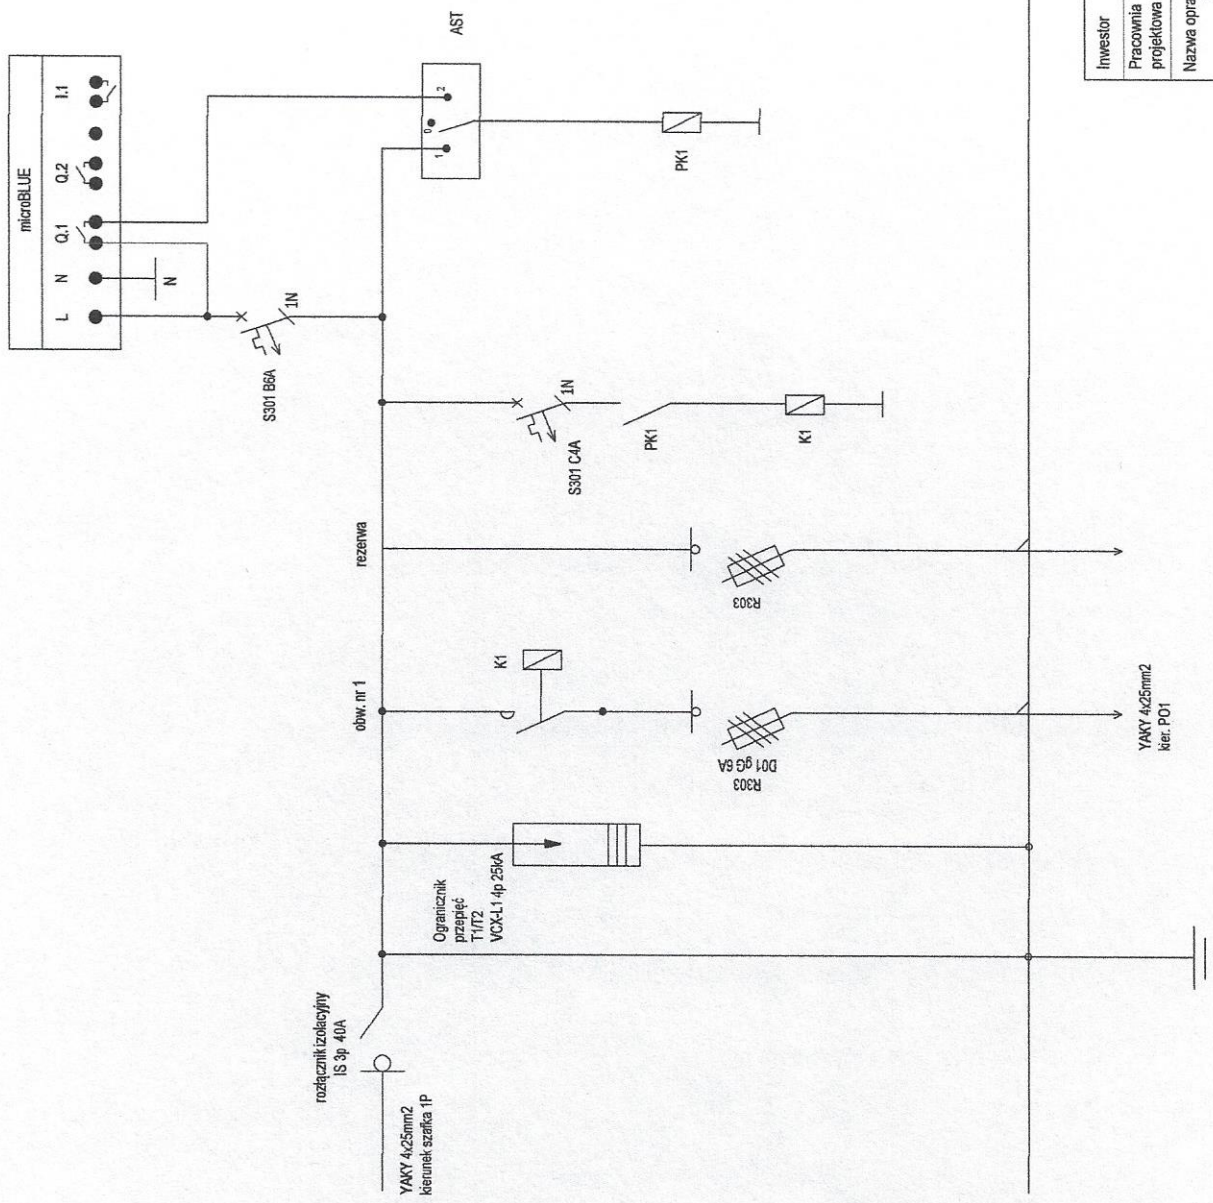 microBLUE
L
N
Q.1
Q.2
I.1
N
S301 B6A
1N
AST
1
0
2
PK1
S301 C4A
1N
PK1
K1
rezerwa
R303
obw. nr 1
K1
R303
D01 gG 6A
YAKY 4x25mm2
kier. PO1
Ogranicznik
przepięć
T1/T2
VCX-L1 4p 25kA
rozłącznik izolacyjny
IS 3p 40A
YAKY 4x25mm2
kierunek szafka 1P
Inwestor
Pracownia
projektowa
Nazwa opra